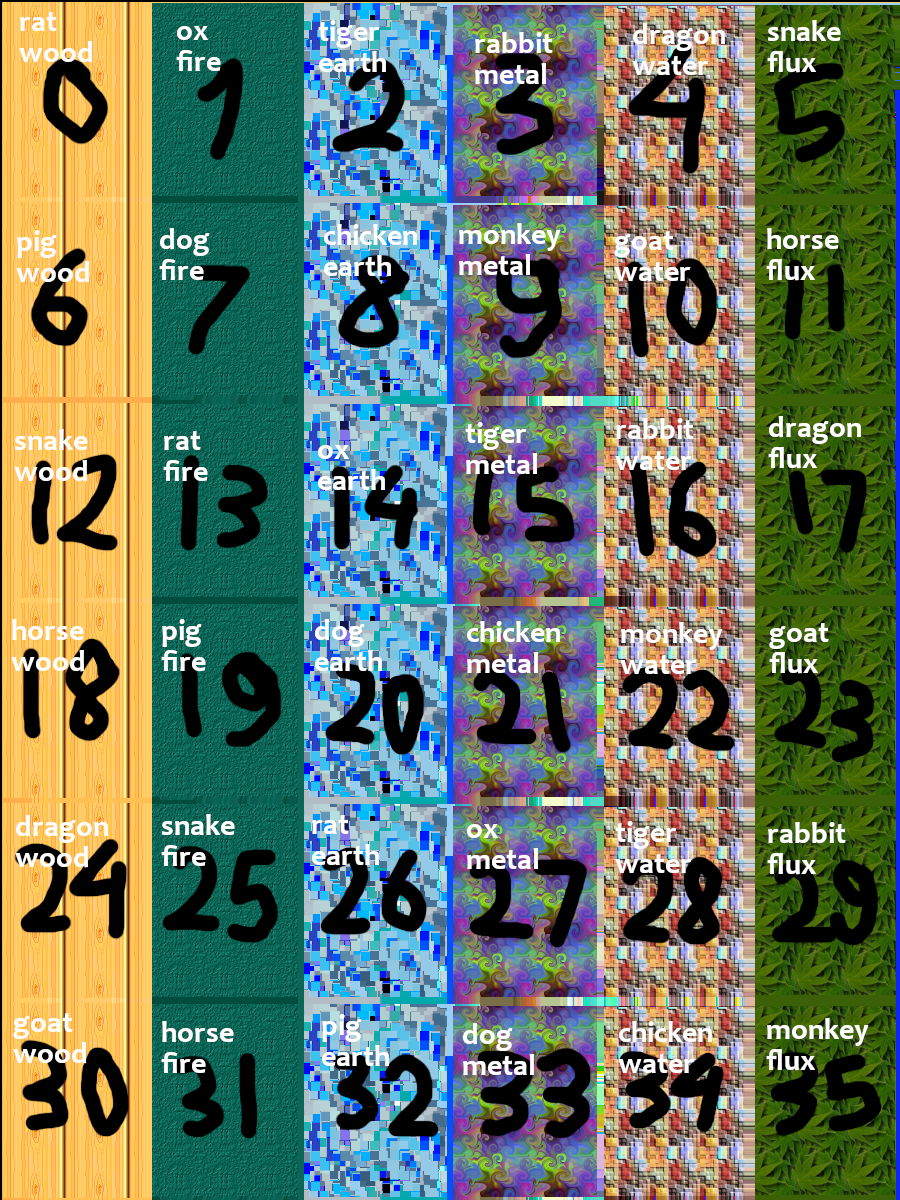 rat
wood
0
ox
fire
1
tiger
earth
2
rabbit
metal
3
dragon
water
4
snake
flux
5
pig
wood
6
dog
fire
7
chicken
earth
8
monkey
metal
9
goat
water
10
horse
flux
11
snake
wood
12
rat
fire
13
ox
earth
14
tiger
metal
15
rabbit
water
16
dragon
flux
17
horse
wood
18
pig
fire
19
dog
earth
20
chicken
metal
21
monkey
water
22
goat
flux
23
dragon
wood
24
snake
fire
25
rat
earth
26
ox
metal
27
tiger
water
28
rabbit
flux
29
goat
wood
30
horse
fire
31
pig
earth
32
dog
metal
33
chicken
water
34
monkey
flux
35